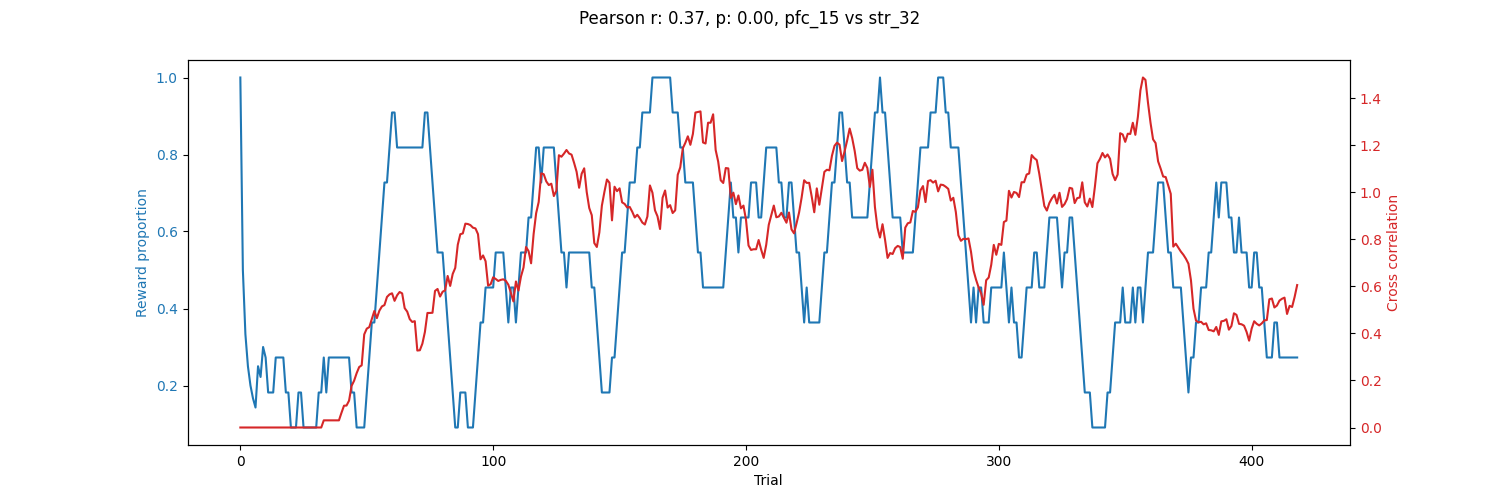 Pearson r: 0.37, p: 0.00, pfc_15 vs str_32
Reward proportion
1.0
0.8
0.6
0.4
0.2
1.4
1.2
1.0
0.8
0.6
0.4
0.2
0.0
Cross correlation
0 100 200 300 400
Trial